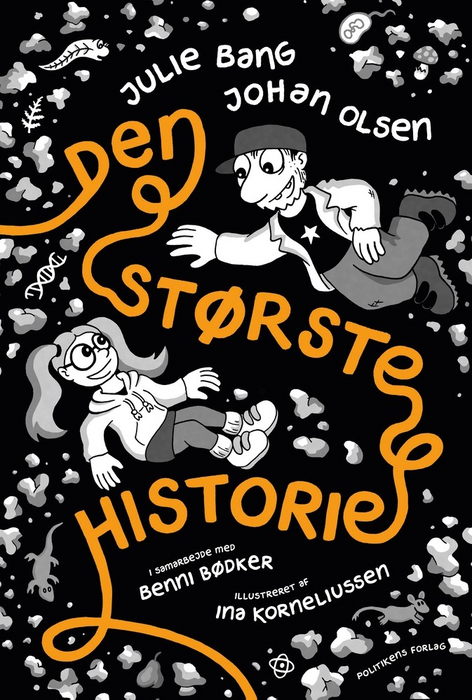 JULIE BANG
JOHAN OLSEN
Den
STØRSTE
HISTORIE
I SAMARBEJDE MED
BENNI BØDKER
ILLUSTRERET AF
INA KORNELIUSSEN
POLITIKENS FORLAG